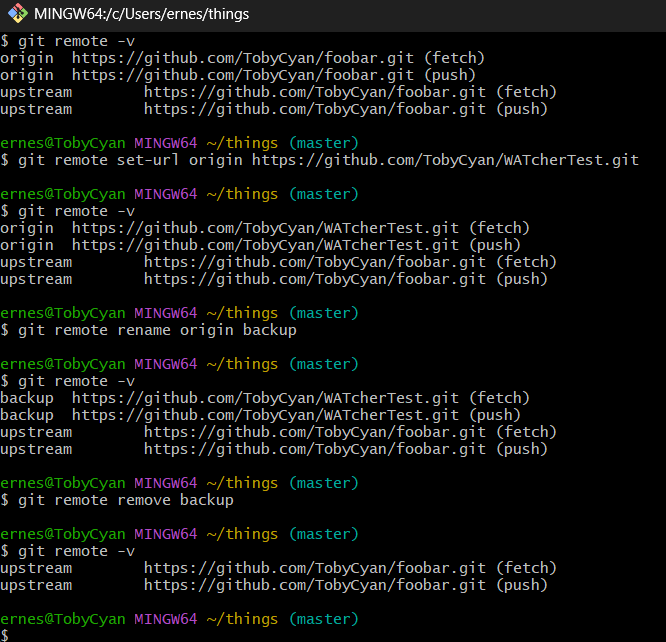 MINGW64:/c/Users/ernes/things
$ git remote -v
origin  https://github.com/TobyCyan/foobar.git (fetch)
origin  https://github.com/TobyCyan/foobar.git (push)
upstream        https://github.com/TobyCyan/foobar.git (fetch)
upstream        https://github.com/TobyCyan/foobar.git (push)
ernes@TobyCyan MINGW64 ~/things (master)
$ git remote set-url origin https://github.com/TobyCyan/WATcherTest.git
ernes@TobyCyan MINGW64 ~/things (master)
$ git remote -v
origin  https://github.com/TobyCyan/WATcherTest.git (fetch)
origin  https://github.com/TobyCyan/WATcherTest.git (push)
upstream        https://github.com/TobyCyan/foobar.git (fetch)
upstream        https://github.com/TobyCyan/foobar.git (push)
ernes@TobyCyan MINGW64 ~/things (master)
$ git remote rename origin backup
ernes@TobyCyan MINGW64 ~/things (master)
$ git remote -v
backup  https://github.com/TobyCyan/WATcherTest.git (fetch)
backup  https://github.com/TobyCyan/WATcherTest.git (push)
upstream        https://github.com/TobyCyan/foobar.git (fetch)
upstream        https://github.com/TobyCyan/foobar.git (push)
ernes@TobyCyan MINGW64 ~/things (master)
$ git remote remove backup
ernes@TobyCyan MINGW64 ~/things (master)
$ git remote -v
upstream        https://github.com/TobyCyan/foobar.git (fetch)
upstream        https://github.com/TobyCyan/foobar.git (push)
ernes@TobyCyan MINGW64 ~/things (master)
$